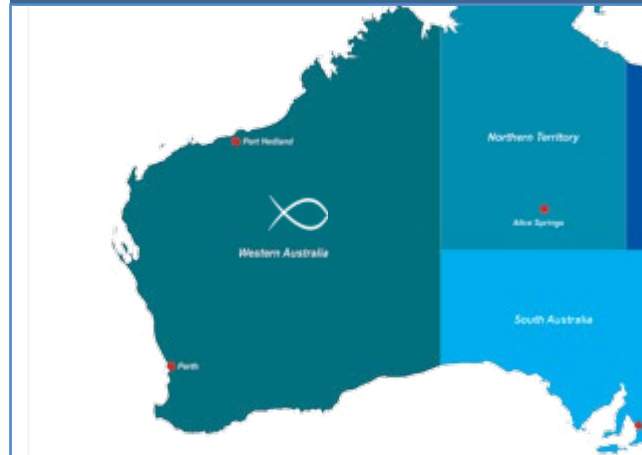 Port Hedland
Northern Territory
Alice Springs
Western Australia
South Australia
Perth